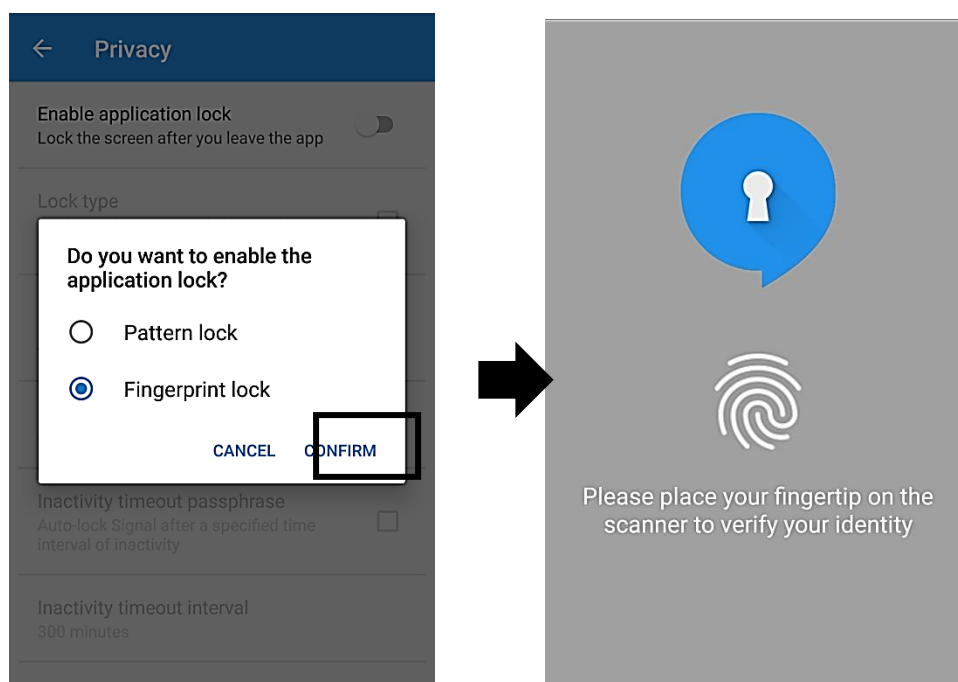 Privacy
Enable application lock
Lock the screen after you leave the app
Lock type
Do you want to enable the
application lock?
Pattern lock
Fingerprint lock
CANCEL CONFIRM
Inactivity timeout passphrase
Auto-lock Signal after a specified time
interval of inactivity
Inactivity timeout interval
300 minutes
Please place your fingertip on the
scanner to verify your identity